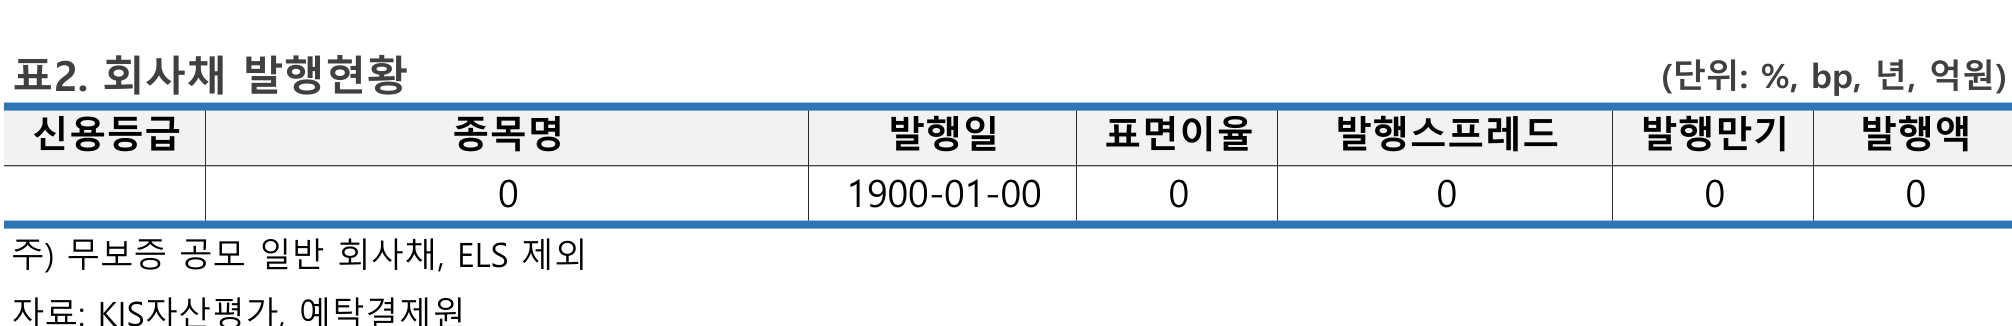 표2. 회사채 발행현황 (단위: %, bp, 년, 억원)
신용등급 종목명 발행일 표면이율 발행스프레드 발행만기 발행액
0 1900-01-00 0 0 0 0
주) 무보증 공모 일반 회사채, ELS 제외
자료: KIS자산평가, 예탁결제원